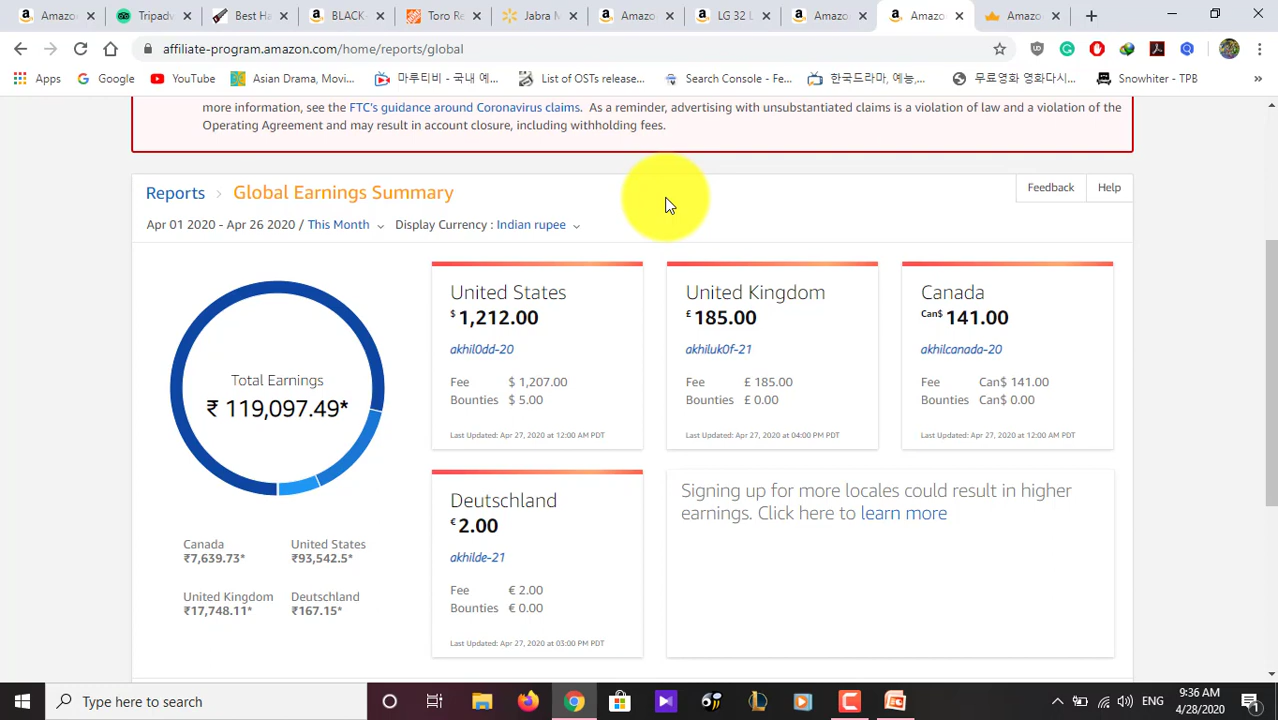 Amazo
Tripadv
Best Ha
BLACK-
Toro Re
Jabra M
Amazo
LG 32 L
Amazo
Amazo
Amazo
affiliate-program.amazon.com/home/reports/global
Apps
Google
YouTube
Asian Drama, Movi...
마루티비 - 국내 예...
List of OSTs release...
Search Console - Fe...
한국드라마, 예능,...
무료영화 영화다시...
Snowhiter - TPB
»
more information, see the FTC's guidance around Coronavirus claims. As a reminder, advertising with unsubstantiated claims is a violation of law and a violation of the
Operating Agreement and may result in account closure, including withholding fees.
Reports › Global Earnings Summary
Feedback
Help
Apr 01 2020 - Apr 26 2020 / This Month Display Currency : Indian rupee
Total Earnings
₹ 119,097.49*
Canada
₹7,639.73*
United States
₹93,542.5*
United Kingdom
₹17,748.11*
Deutschland
₹167.15*
United States
$ 1,212.00
akhil0dd-20
Fee $ 1,207.00
Bounties $ 5.00
Last Updated: Apr 27, 2020 at 12:00 AM PDT
United Kingdom
£ 185.00
akhiluk0f-21
Fee £ 185.00
Bounties £ 0.00
Last Updated: Apr 27, 2020 at 04:00 PM PDT
Canada
Can$ 141.00
akhilcanada-20
Fee Can$ 141.00
Bounties Can$ 0.00
Last Updated: Apr 27, 2020 at 12:00 AM PDT
Deutschland
€ 2.00
akhilde-21
Fee € 2.00
Bounties € 0.00
Last Updated: Apr 27, 2020 at 03:00 PM PDT
Signing up for more locales could result in higher
earnings. Click here to learn more
Type here to search
ENG
9:36 AM
4/28/2020
1